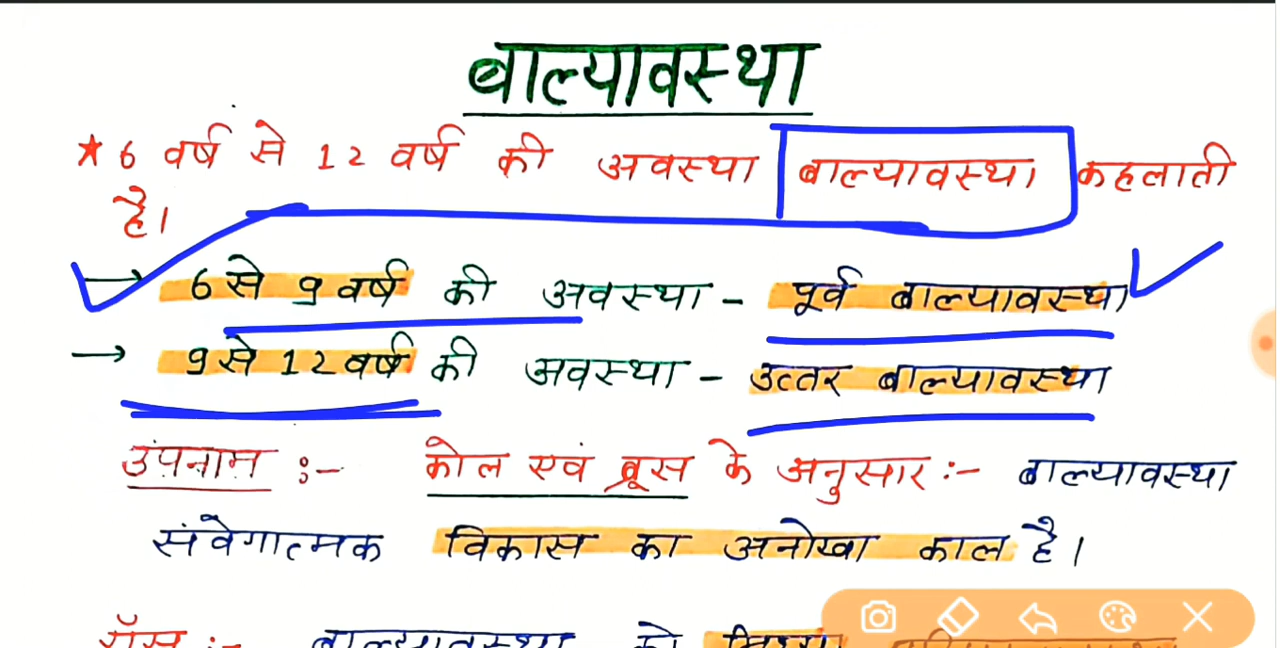 बाल्यावस्था
★ 6 वर्ष से 12 वर्ष की अवस्था बाल्यावस्था कहलाती
है।
→ 6 से 9 वर्ष की अवस्था - पूर्व बाल्यावस्था
→ 9 से 12 वर्ष की अवस्था - उत्तर बाल्यावस्था
उपनाम :- कोल एवं ब्रूस के अनुसार :- बाल्यावस्था
संवेगात्मक विकास का अनोखा काल है।
रॉस :- बाल्यावस्था को मिथ्या